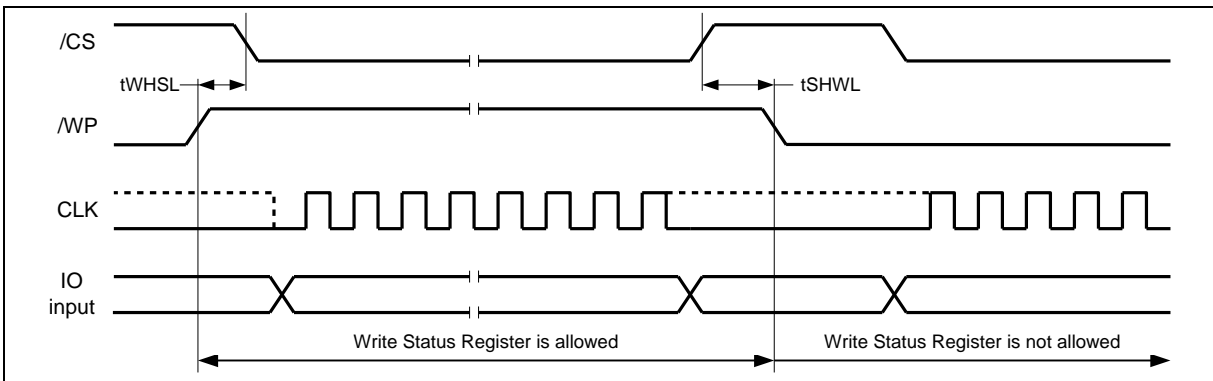 /CS
tWHSL
tSHWL
/WP
CLK
IO
input
Write Status Register is allowed
Write Status Register is not allowed